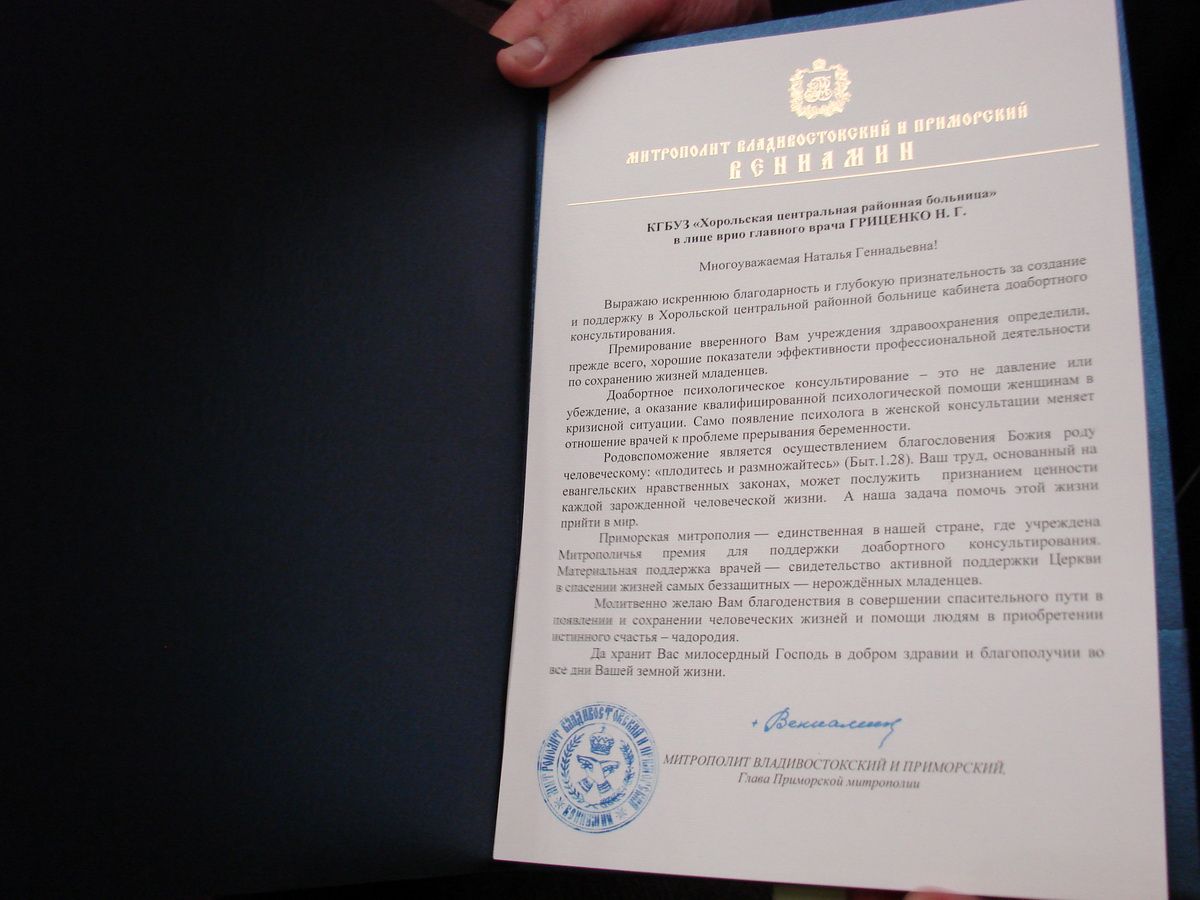 МИТРОПОЛИТ ВЛАДИВОСТОКСКИЙ И ПРИМОРСКИЙ
ВЕНИАМИН
КГБУЗ «Хорольская центральная районная больница»
в лице врио главного врача ГРИЦЕНКО Н. Г.
Многоуважаемая Наталья Геннадьевна!
Выражаю искреннюю благодарность и глубокую признательность за создание
и поддержку в Хорольской центральной районной больнице кабинета доабортного
консультирования.
Премирование вверенного Вам учреждения здравоохранения определили,
прежде всего, хорошие показатели эффективности профессиональной деятельности
по сохранению жизней младенцев.
Доабортное психологическое консультирование – это не давление или
убеждение, а оказание квалифицированной психологической помощи женщинам в
кризисной ситуации. Само появление психолога в женской консультации меняет
отношение врачей к проблеме прерывания беременности.
Родовспоможение является осуществлением благословения Божия роду
человеческому: «плодитесь и размножайтесь» (Быт.1.28). Ваш труд, основанный на
евангельских нравственных законах, может послужить признанием ценности
каждой зарожденной человеческой жизни. А наша задача помочь этой жизни
прийти в мир.
Приморская митрополия — единственная в нашей стране, где учреждена
Митрополичья премия для поддержки доабортного консультирования.
Материальная поддержка врачей — свидетельство активной поддержки Церкви
в спасении жизней самых беззащитных — нерождённых младенцев.
Молитвенно желаю Вам благоденствия в совершении спасительного пути в
появлении и сохранении человеческих жизней и помощи людям в приобретении
истинного счастья – чадородия.
Да хранит Вас милосердный Господь в добром здравии и благополучии во
все дни Вашей земной жизни.
+ Вениамин
МИТРОПОЛИТ ВЛАДИВОСТОКСКИЙ И ПРИМОРСКИЙ,
Глава Приморской митрополии
МИТРОПОЛИТ ВЛАДИВОСТОКСКИЙ И ПРИМОРСКИЙ ВЕНИАМИН